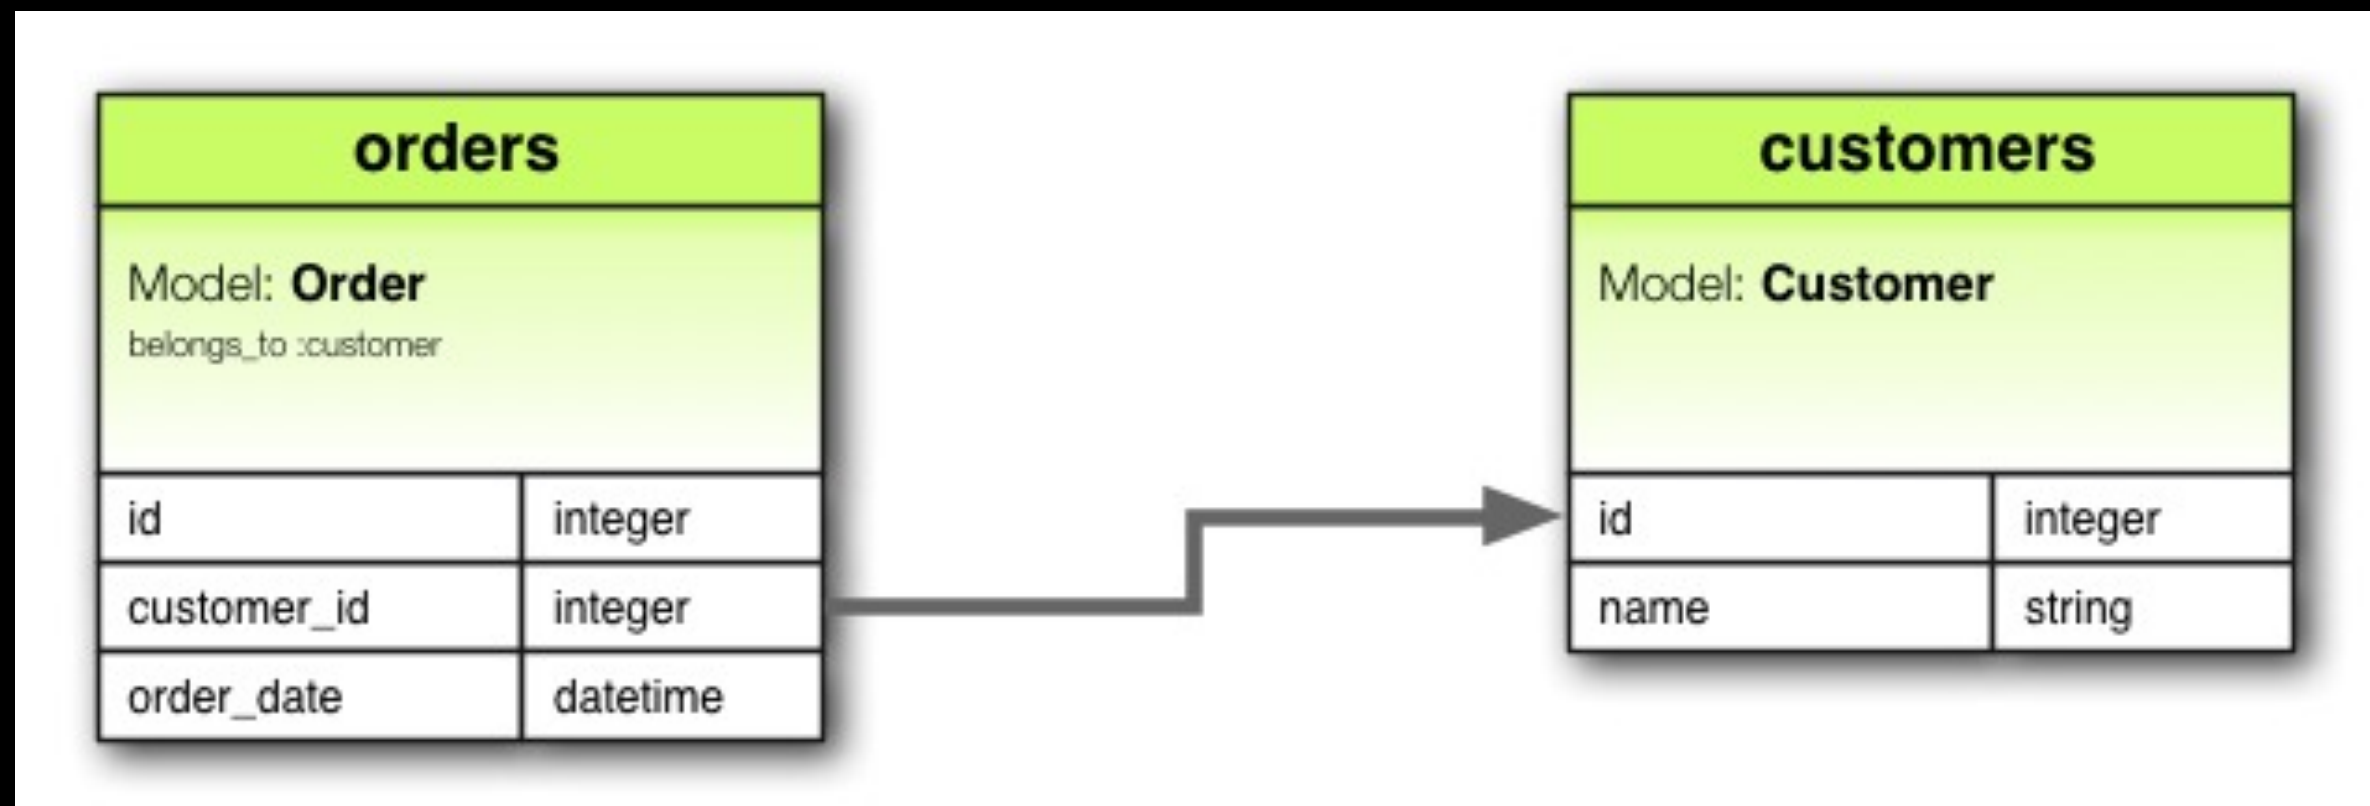 orders
Model: Order
belongs_to :customer
id integer
customer_id integer
order_date datetime
customers
Model: Customer
id integer
name string